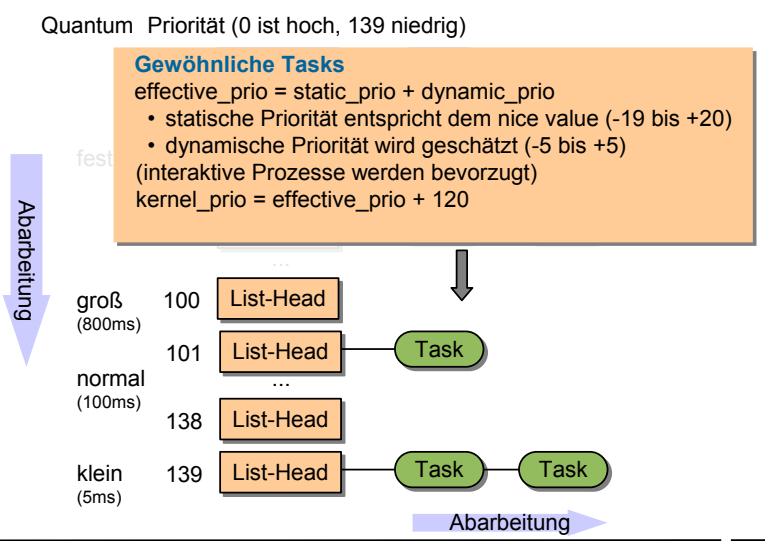 Quantum Priorität (0 ist hoch, 139 niedrig)
Gewöhnliche Tasks
effective_prio = static_prio + dynamic_prio
• statische Priorität entspricht dem nice value (-19 bis +20)
• dynamische Priorität wird geschätzt (-5 bis +5)
(interaktive Prozesse werden bevorzugt)
kernel_prio = effective_prio + 120
fest
Abarbeitung
...
groß 100 List-Head
(800ms)
101 List-Head Task
normal ...
(100ms)
138 List-Head
klein 139 List-Head Task Task
(5ms)
Abarbeitung